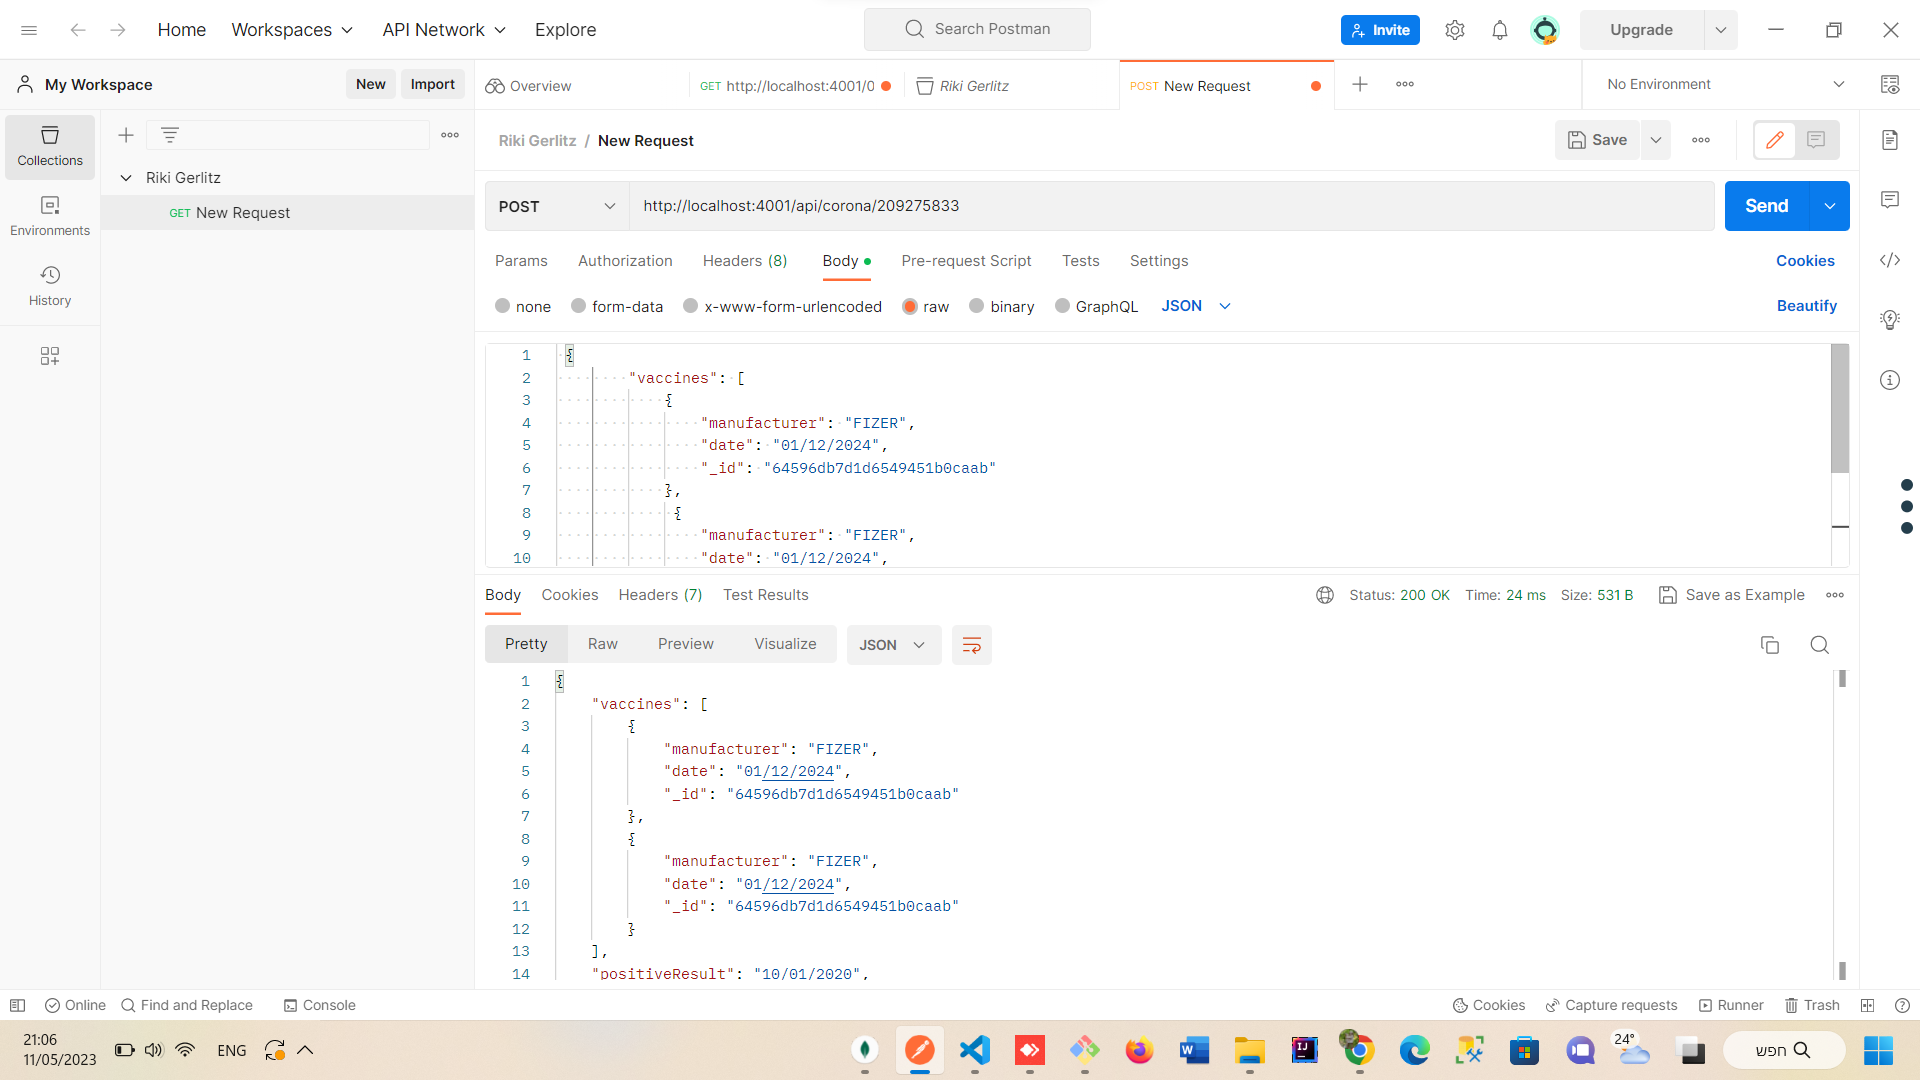 Home
Workspaces
API Network
Explore
Search Postman
Invite
Upgrade
My Workspace
New
Import
Overview
GET http://localhost:4001/0
Riki Gerlitz
POST New Request
No Environment
Collections
Environments
History
Riki Gerlitz
GET New Request
Riki Gerlitz / New Request
Save
POST
http://localhost:4001/api/corona/209275833
Send
Params
Authorization
Headers (8)
Body
Pre-request Script
Tests
Settings
Cookies
none
form-data
x-www-form-urlencoded
raw
binary
GraphQL
JSON
Beautify
1 {
2 "vaccines": [
3 {
4 "manufacturer": "FIZER",
5 "date": "01/12/2024",
6 "_id": "64596db7d1d6549451b0caab"
7 },
8 {
9 "manufacturer": "FIZER",
10 "date": "01/12/2024",
Body
Cookies
Headers (7)
Test Results
Status: 200 OK
Time: 24 ms
Size: 531 B
Save as Example
Pretty
Raw
Preview
Visualize
JSON
1 {
2 "vaccines": [
3 {
4 "manufacturer": "FIZER",
5 "date": "01/12/2024",
6 "_id": "64596db7d1d6549451b0caab"
7 },
8 {
9 "manufacturer": "FIZER",
10 "date": "01/12/2024",
11 "_id": "64596db7d1d6549451b0caab"
12 }
13 ],
14 "positiveResult": "10/01/2020",
Online
Find and Replace
Console
Cookies
Capture requests
Runner
Trash
21:06
11/05/2023
ENG
24°
חפש